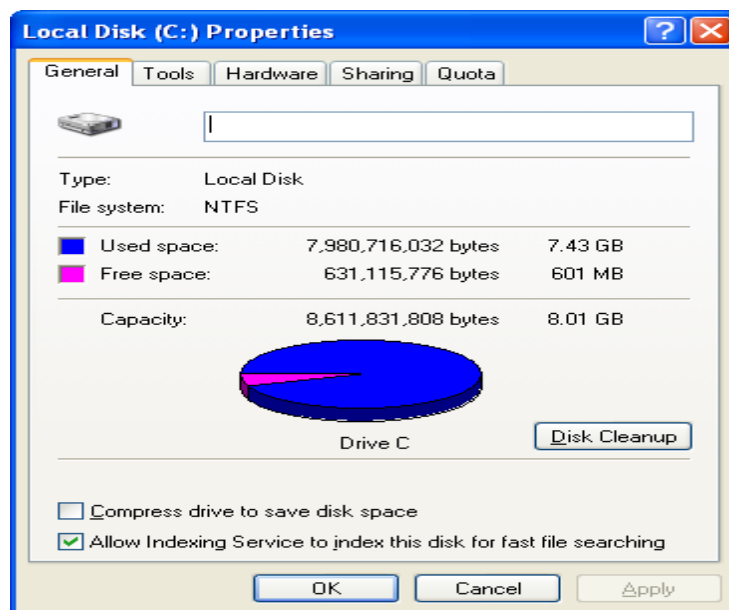 Local Disk (C:) Properties
General Tools Hardware Sharing Quota
Type: Local Disk
File system: NTFS
Used space: 7,980,716,032 bytes 7.43 GB
Free space: 631,115,776 bytes 601 MB
Capacity: 8,611,831,808 bytes 8.01 GB
Drive C
Disk Cleanup
Compress drive to save disk space
Allow Indexing Service to index this disk for fast file searching
OK Cancel Apply